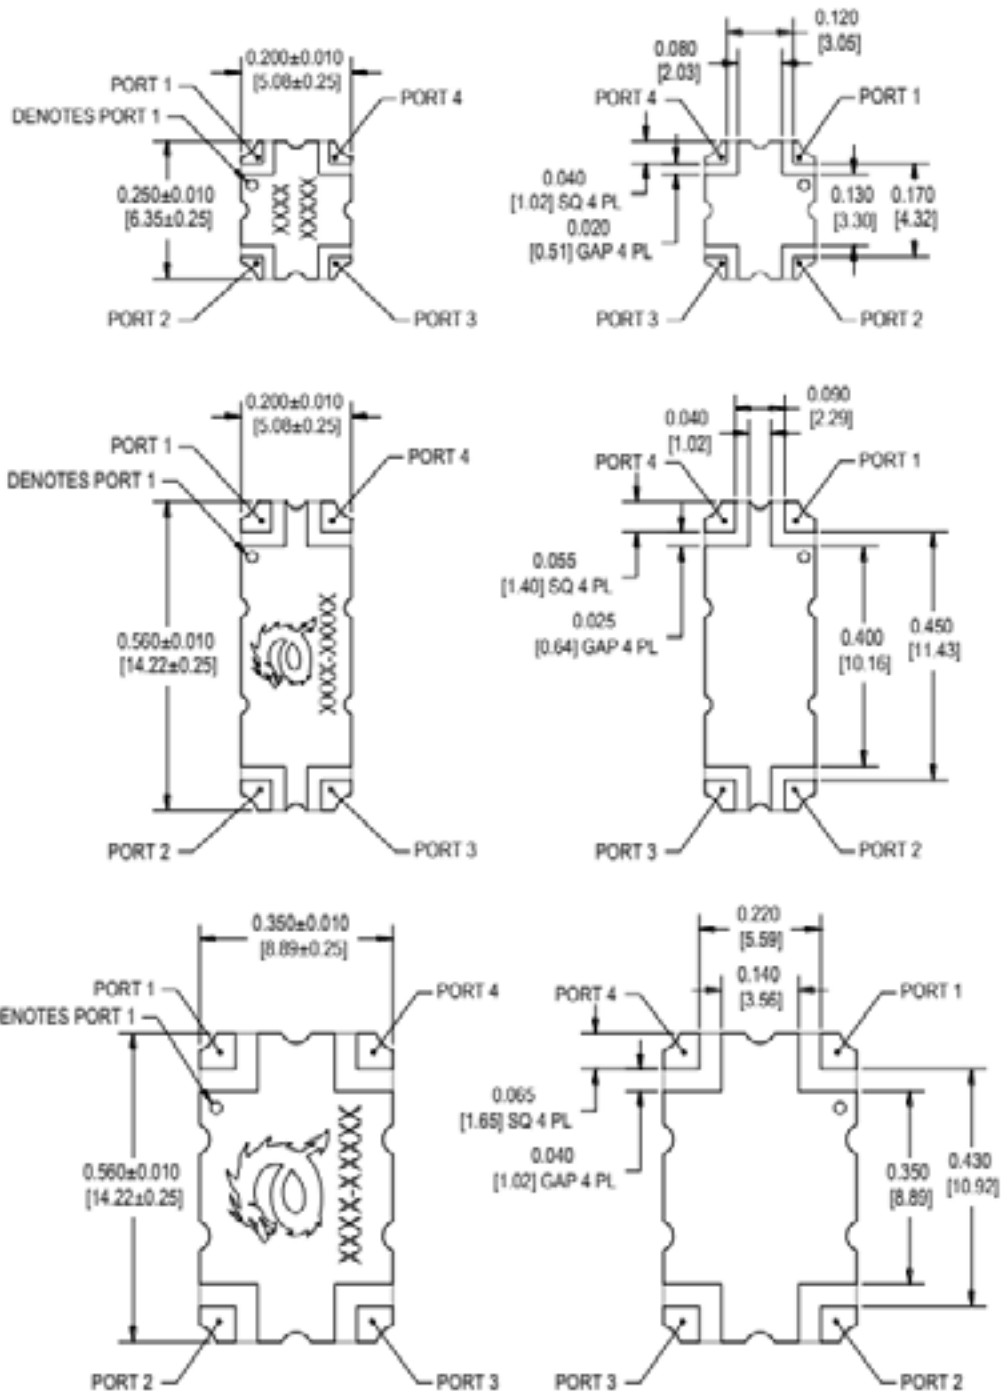 0.200±0.010
[5.08±0.25]
PORT 1
PORT 4
DENOTES PORT 1
0.250±0.010
[6.35±0.25]
XXXX
XXXX
PORT 2
PORT 3
0.120
[3.05]
0.080
[2.03]
PORT 4
PORT 1
0.040
[1.02] SQ 4 PL
0.020
[0.51] GAP 4 PL
0.130
[3.30]
0.170
[4.32]
PORT 3
PORT 2
0.200±0.010
[5.08±0.25]
PORT 1
PORT 4
DENOTES PORT 1
0.560±0.010
[14.22±0.25]
XXXX-XXXX
PORT 2
PORT 3
0.090
[2.29]
0.040
[1.02]
PORT 4
PORT 1
0.055
[1.40] SQ 4 PL
0.025
[0.64] GAP 4 PL
0.400
[10.16]
0.450
[11.43]
PORT 3
PORT 2
0.350±0.010
[8.89±0.25]
PORT 1
PORT 4
ENOTES PORT 1
0.560±0.010
[14.22±0.25]
XXXX-XXXX
PORT 2
PORT 3
0.220
[5.59]
0.140
[3.56]
PORT 4
PORT 1
0.065
[1.65] SQ 4 PL
0.040
[1.02] GAP 4 PL
0.350
[8.89]
0.430
[10.92]
PORT 3
PORT 2